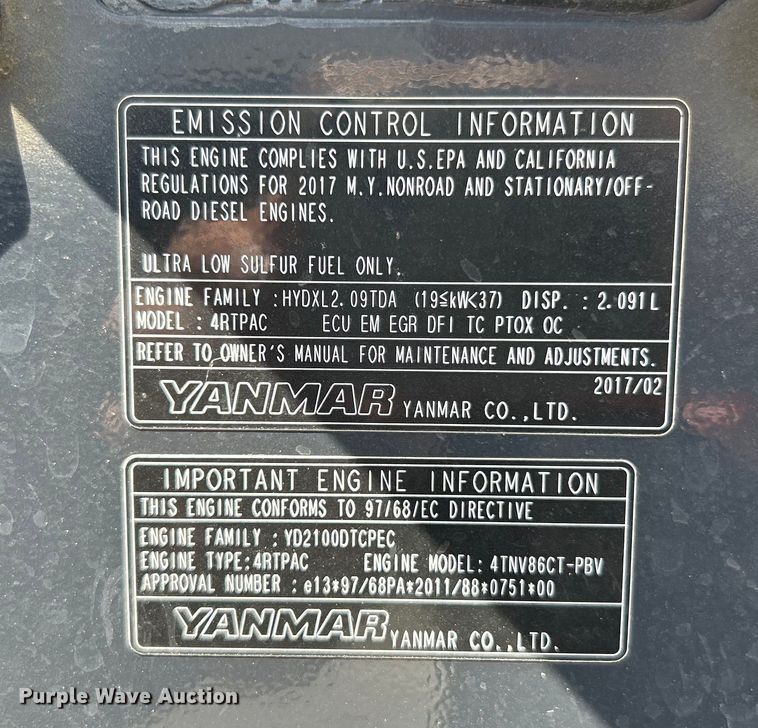 EMISSION CONTROL INFORMATION
THIS ENGINE COMPLIES WITH U.S.EPA AND CALIFORNIA
REGULATIONS FOR 2017 M.Y.NONROAD AND STATIONARY/OFF-
ROAD DIESEL ENGINES.
ULTRA LOW SULFUR FUEL ONLY.
ENGINE FAMILY :HYDXL2.09TDA (19≦kW<37) DISP. : 2.091L
MODEL : 4RTPAC ECU EM EGR DFI TC PTOX OC
REFER TO OWNER'S MANUAL FOR MAINTENANCE AND ADJUSTMENTS.
2017/02
YANMAR YANMAR CO.,LTD.
IMPORTANT ENGINE INFORMATION
THIS ENGINE CONFORMS TO 97/68/EC DIRECTIVE
ENGINE FAMILY : YD2100DTCPEC
ENGINE TYPE:4RTPAC ENGINE MODEL: 4TNV86CT-PBV
APPROVAL NUMBER : e13*97/68PA*2011/88*0751*00
YANMAR YANMAR CO.,LTD.
Purple Wave Auction